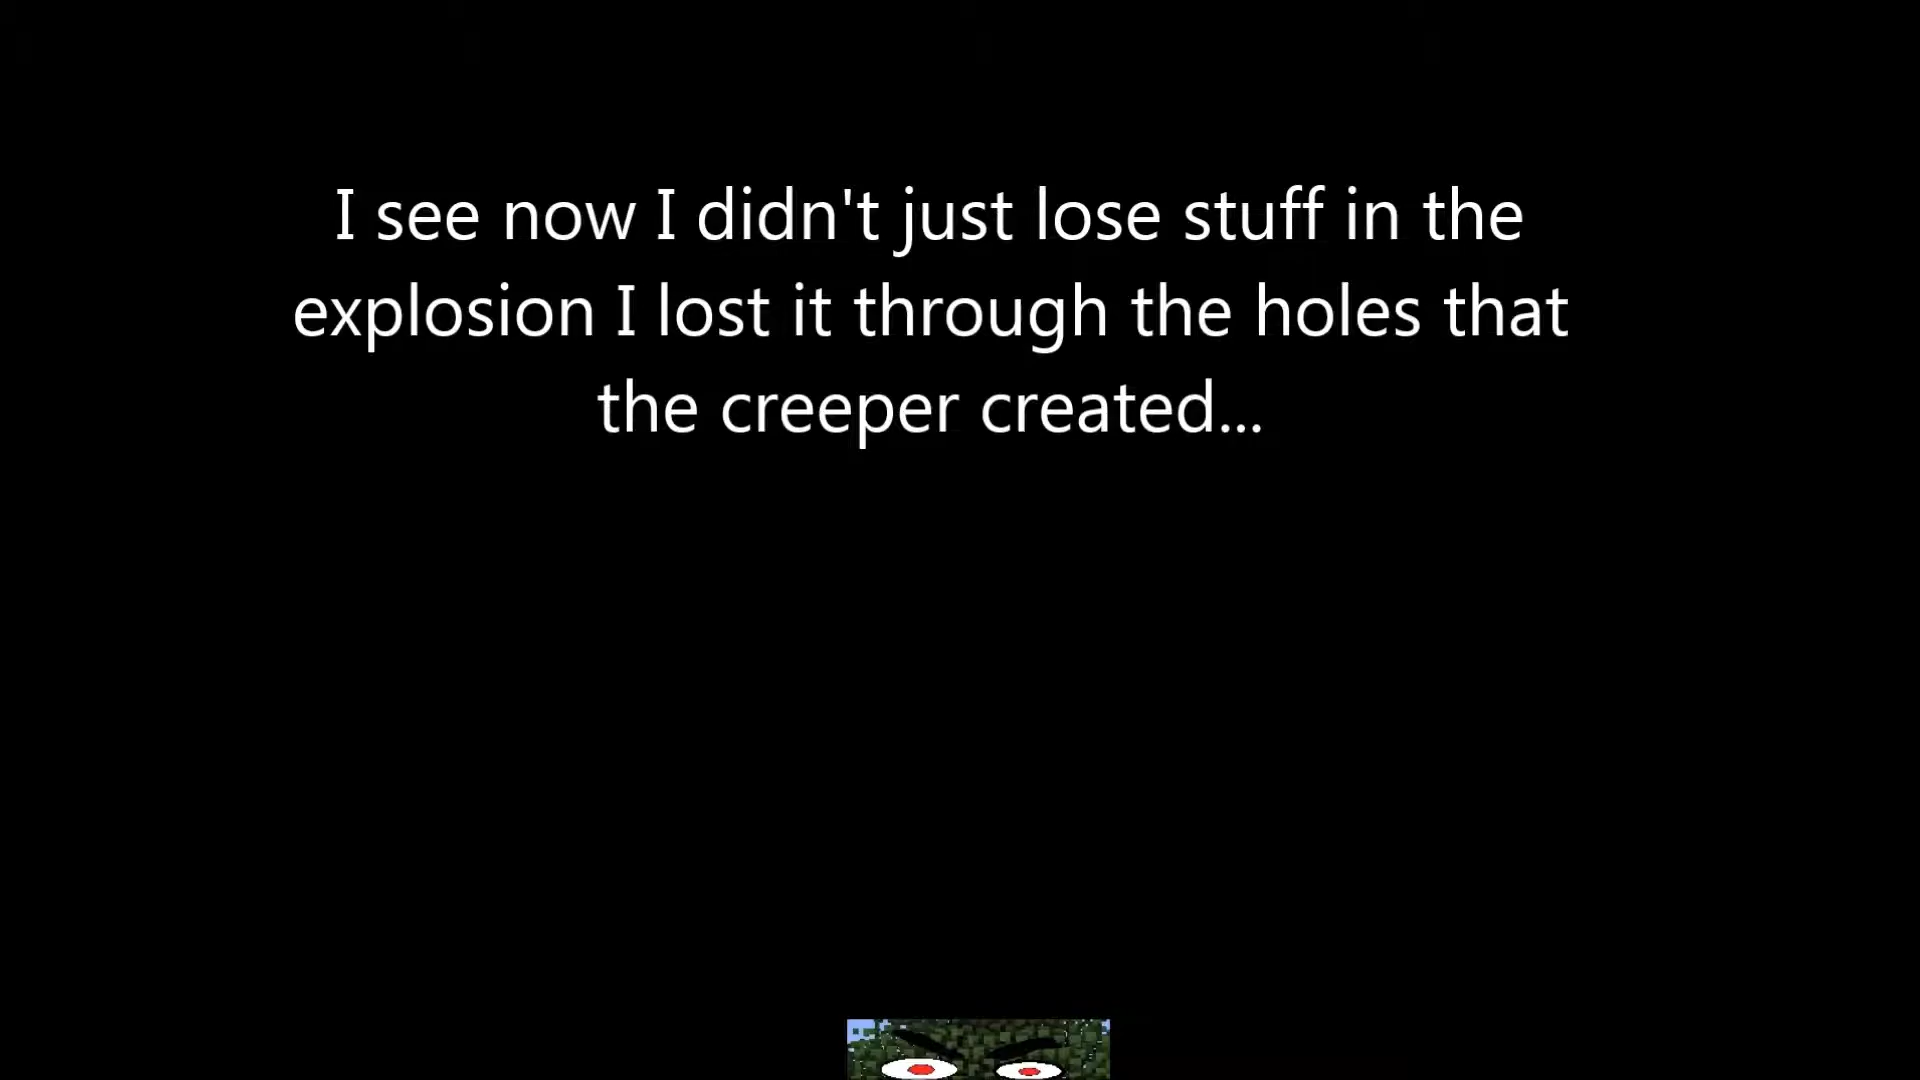 I see now I didn't just lose stuff in the
explosion I lost it through the holes that
the creeper created...